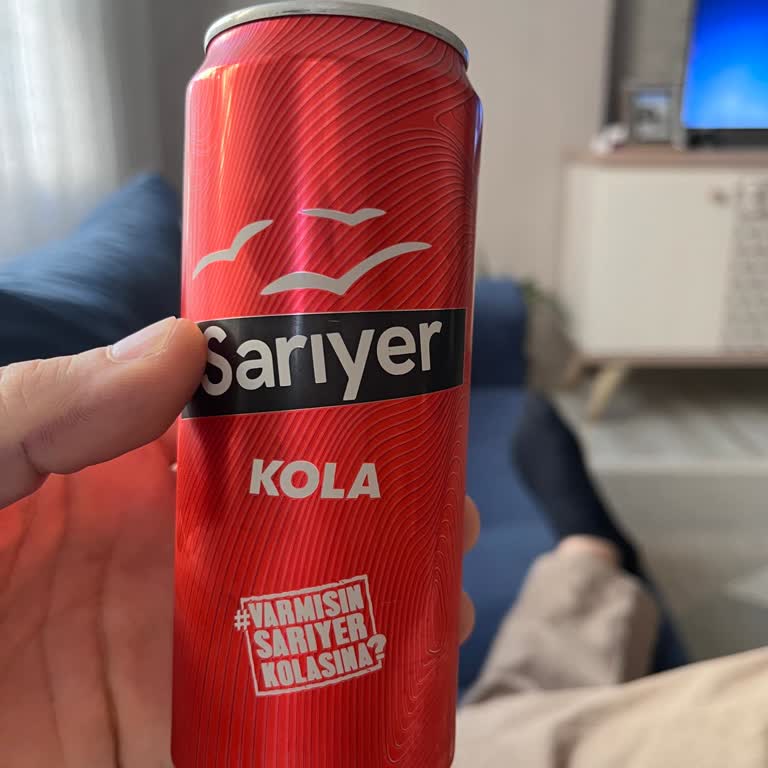 Sarıyer
KOLA
#VARMISIN
SARIYER
KOLASINA?